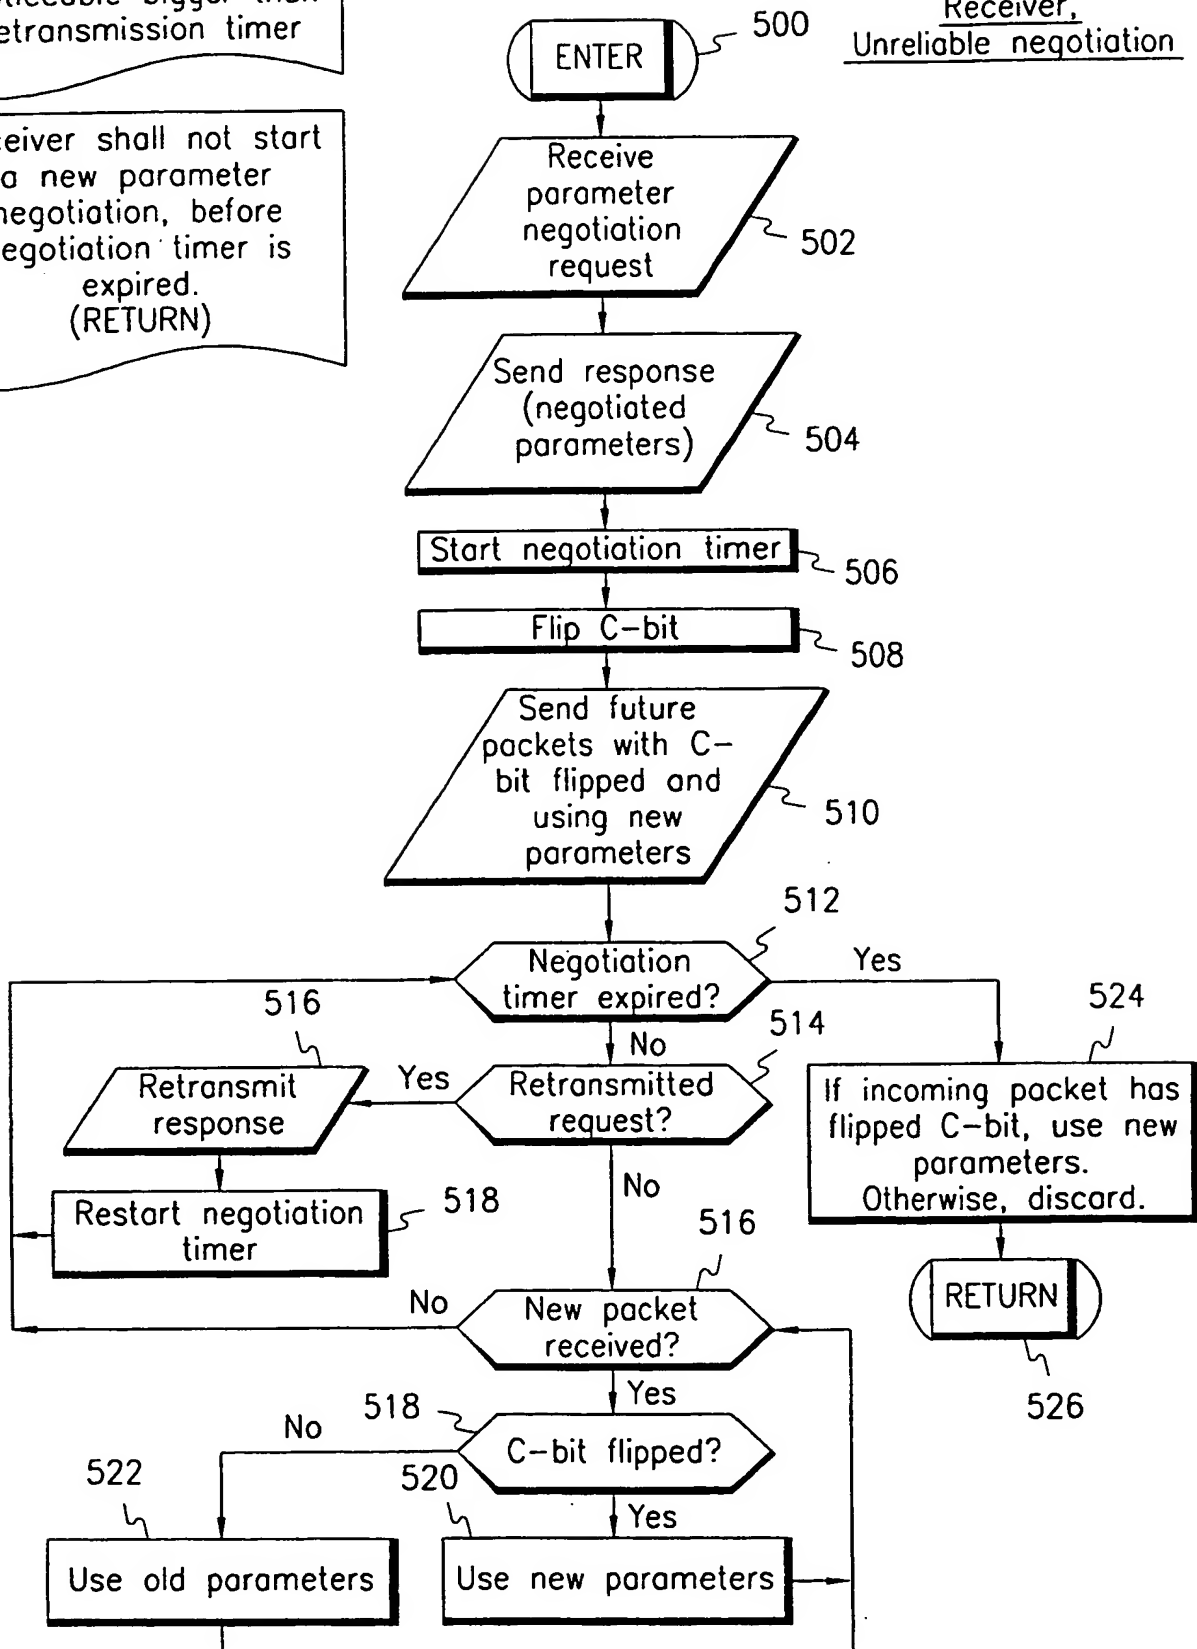 etransmission timer
eiver shall not start
a new parameter
negotiation, before
egotiation timer is
expired.
(RETURN)
Receiver,
Unreliable negotiation
ENTER
500
Receive
parameter
negotiation
request
502
Send response
(negotiated
parameters)
504
Start negotiation timer
506
Flip C-bit
508
Send future
packets with C-
bit flipped and
using new
parameters
510
512
Negotiation
timer expired?
Yes
No
514
Retransmitted
request?
Yes
No
516
Retransmit
response
Restart negotiation
timer
518
524
If incoming packet has
flipped C-bit, use new
parameters.
Otherwise, discard.
RETURN
526
516
New packet
received?
No
Yes
518
C-bit flipped?
No
Yes
522
Use old parameters
520
Use new parameters